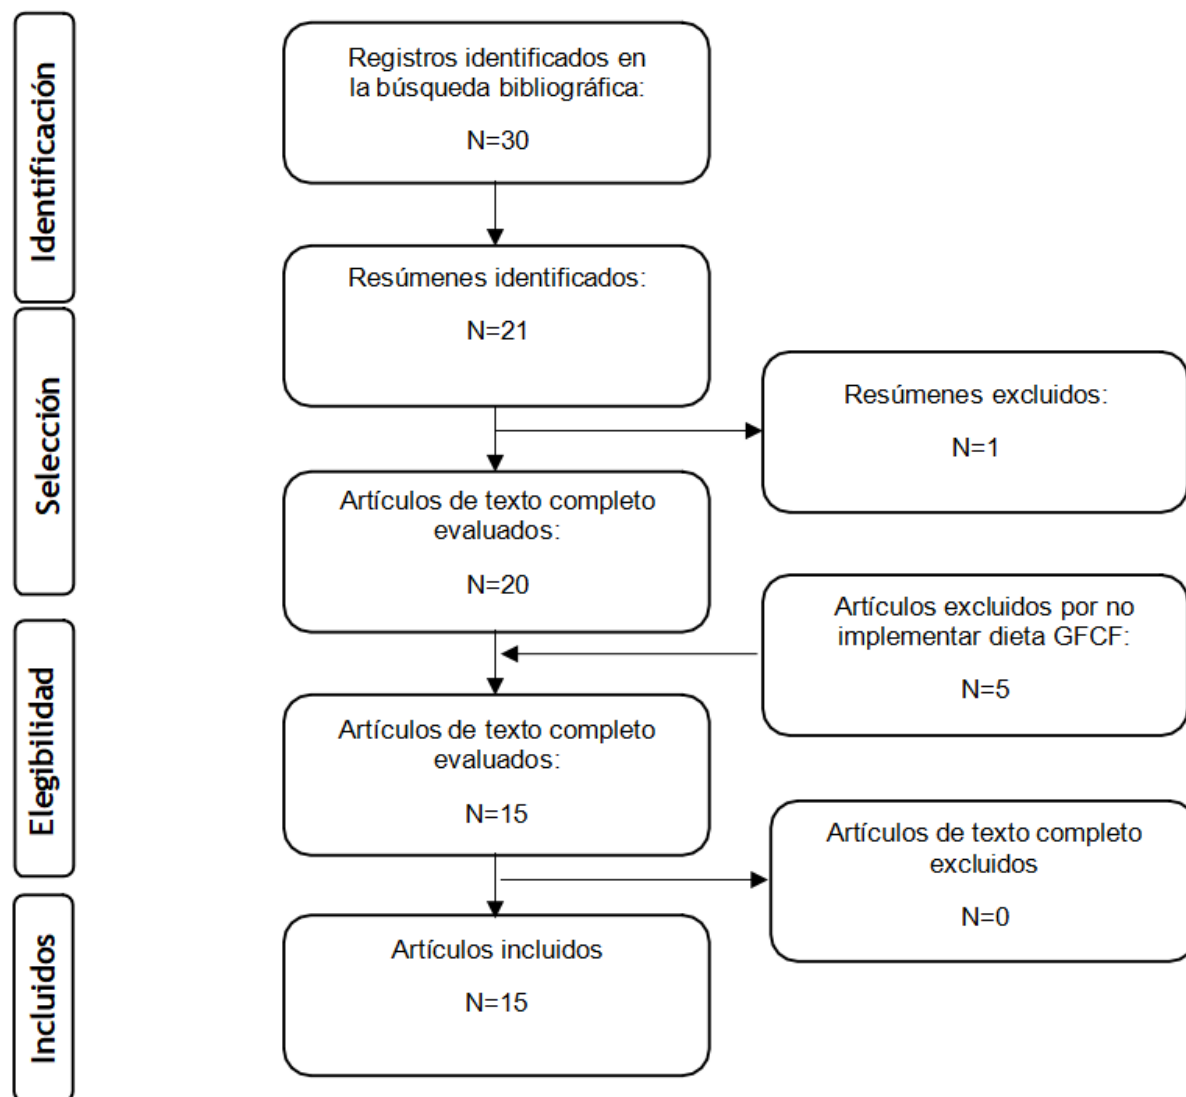 Identificación
Registros identificados en
la búsqueda bibliográfica:
N=30
Resúmenes identificados:
N=21
Selección
Resúmenes excluidos:
N=1
Artículos de texto completo
evaluados:
N=20
Artículos excluidos por no
implementar dieta GFCF:
N=5
Elegibilidad
Artículos de texto completo
evaluados:
N=15
Artículos de texto completo
excluidos
N=0
Incluidos
Artículos incluidos
N=15